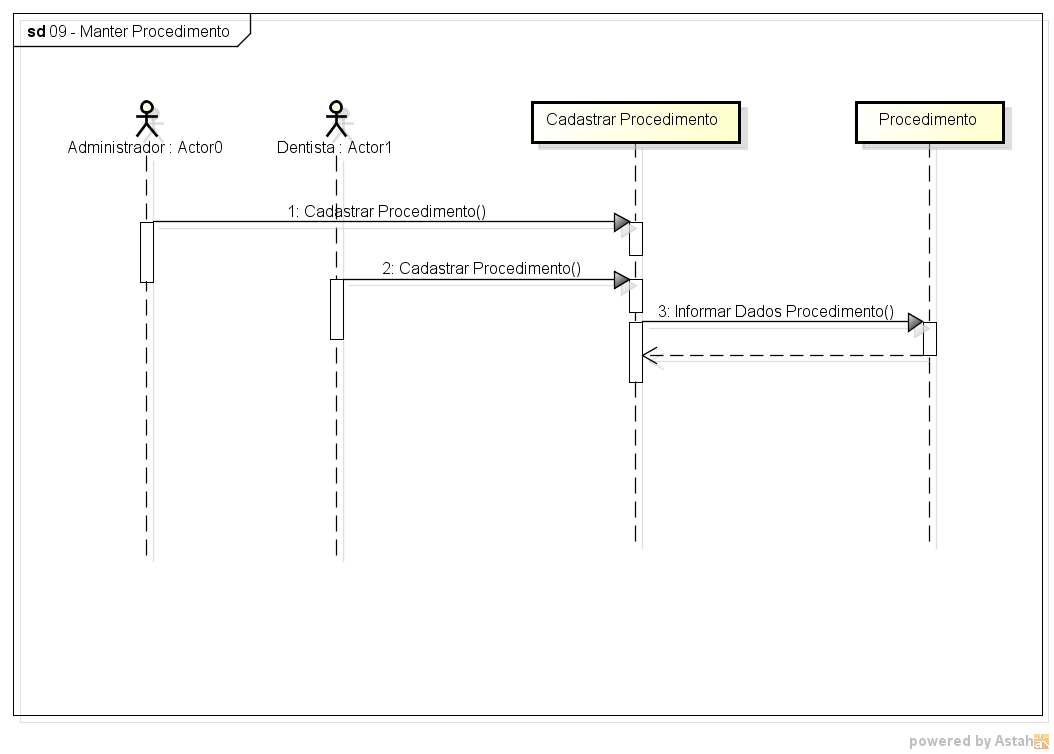 sd 09 - Manter Procedimento
Administrador : Actor0
Dentista : Actor1
Cadastrar Procedimento
Procedimento
1: Cadastrar Procedimento()
2: Cadastrar Procedimento()
3: Informar Dados Procedimento()
powered by Astah